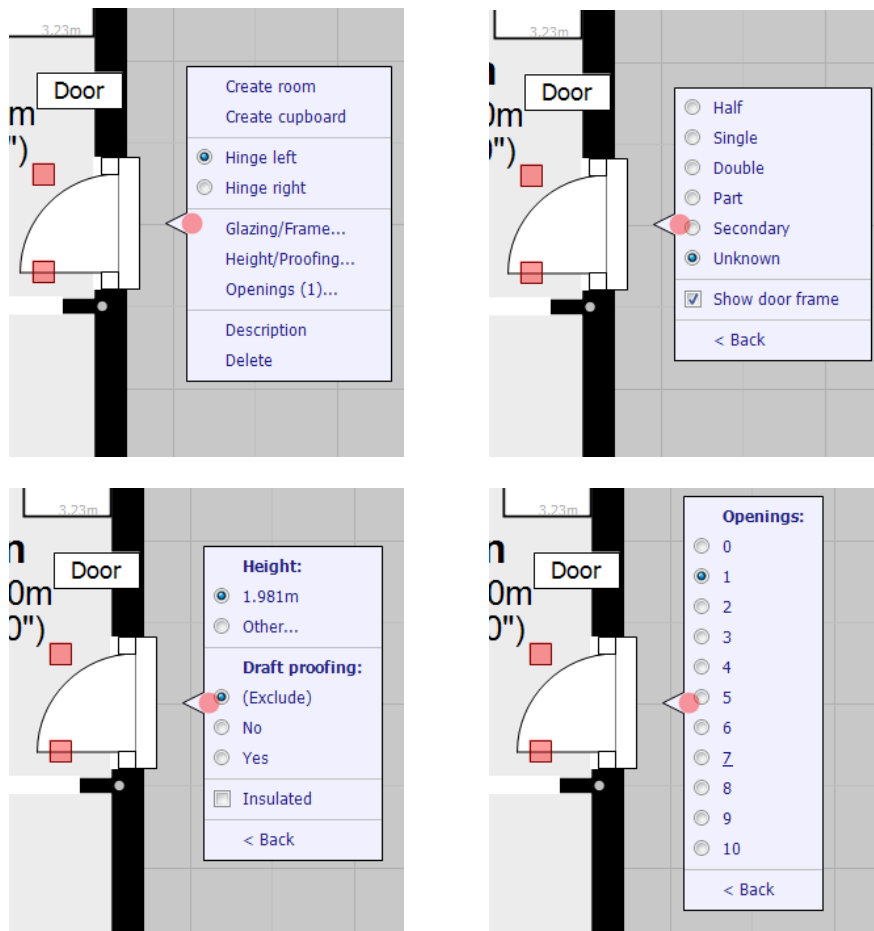 3.23m
Door
m
")
Create room
Create cupboard
Hinge left
Hinge right
Glazing/Frame...
Height/Proofing...
Openings (1)...
Description
Delete
3.23m
Door
0m
")
Half
Single
Double
Part
Secondary
Unknown
Show door frame
< Back
3.23m
Door
n
0m
0")
Height:
1.981m
Other...
Draft proofing:
(Exclude)
No
Yes
Insulated
< Back
3.23m
Door
n
0m
0")
Openings:
0
1
2
3
4
5
6
7
8
9
10
< Back